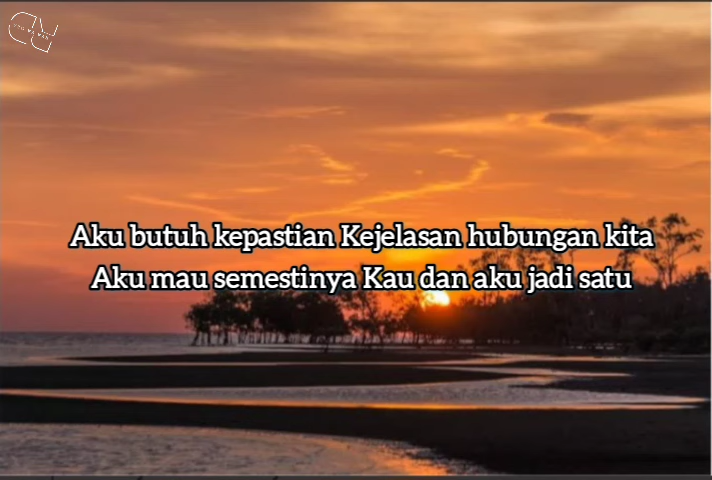 Aku butuh kepastian Kejelasan hubungan kita
Aku mau semestinya Kau dan aku jadi satu